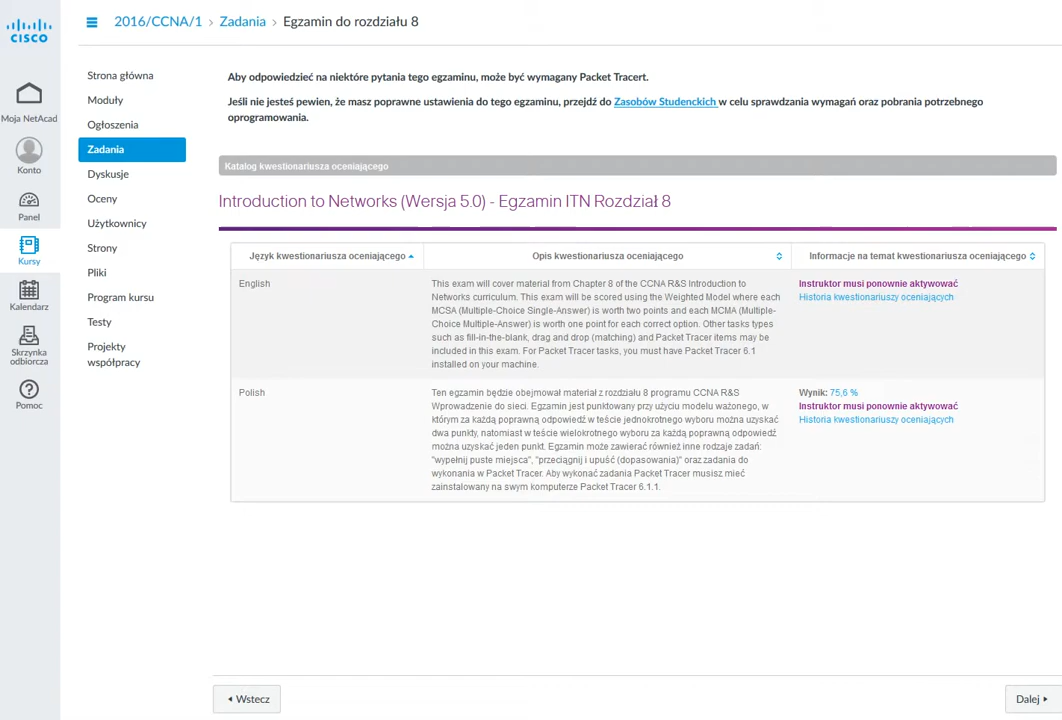 2016/CCNA/1 › Zadania › Egzamin do rozdziału 8
CISCO
Moja NetAcad
Konto
Panel
Kursy
Kalendarz
Skrzynka
odbiorcza
Pomoc
Strona główna
Moduły
Ogłoszenia
Zadania
Dyskusje
Oceny
Użytkownicy
Strony
Pliki
Program kursu
Testy
Projekty
współpracy
Aby odpowiedzieć na niektóre pytania tego egzaminu, może być wymagany Packet Tracert.
Jeśli nie jesteś pewien, że masz poprawne ustawienia do tego egzaminu, przejdź do Zasobów Studenckich w celu sprawdzania wymagań oraz pobrania potrzebnego
oprogramowania.
Katalog kwestionariusza oceniającego
Introduction to Networks (Wersja 5.0) - Egzamin ITN Rozdział 8
Język kwestionariusza oceniającego
Opis kwestionariusza oceniającego
Informacje na temat kwestionariusza oceniającego
English
This exam will cover material from Chapter 8 of the CCNA R&S Introduction to
Networks curriculum. This exam will be scored using the Weighted Model where each
MCSA (Multiple-Choice Single-Answer) is worth two points and each MCMA (Multiple-
Choice Multiple-Answer) is worth one point for each correct option. Other tasks types
such as fill-in-the-blank, drag and drop (matching) and Packet Tracer items may be
included in this exam. For Packet Tracer tasks, you must have Packet Tracer 6.1
installed on your machine.
Instruktor musi ponownie aktywować
Historia kwestionariuszy oceniających
Polish
Ten egzamin będzie obejmował materiał z rozdziału 8 programu CCNA R&S
Wprowadzenie do sieci. Egzamin jest punktowany przy użyciu modelu ważonego, w
którym za każdą poprawną odpowiedź w teście jednokrotnego wyboru można uzyskać
dwa punkty, natomiast w teście wielokrotnego wyboru za każdą poprawną odpowiedź
można uzyskać jeden punkt. Egzamin może zawierać również inne rodzaje zadań:
"wypełnij puste miejsca", "przeciągnij i upuść (dopasowania)" oraz zadania do
wykonania w Packet Tracer. Aby wykonać zadania Packet Tracer musisz mieć
zainstalowany na swym komputerze Packet Tracer 6.1.1.
Wynik: 75,6 %
Instruktor musi ponownie aktywować
Historia kwestionariuszy oceniających
Wstecz
Dalej